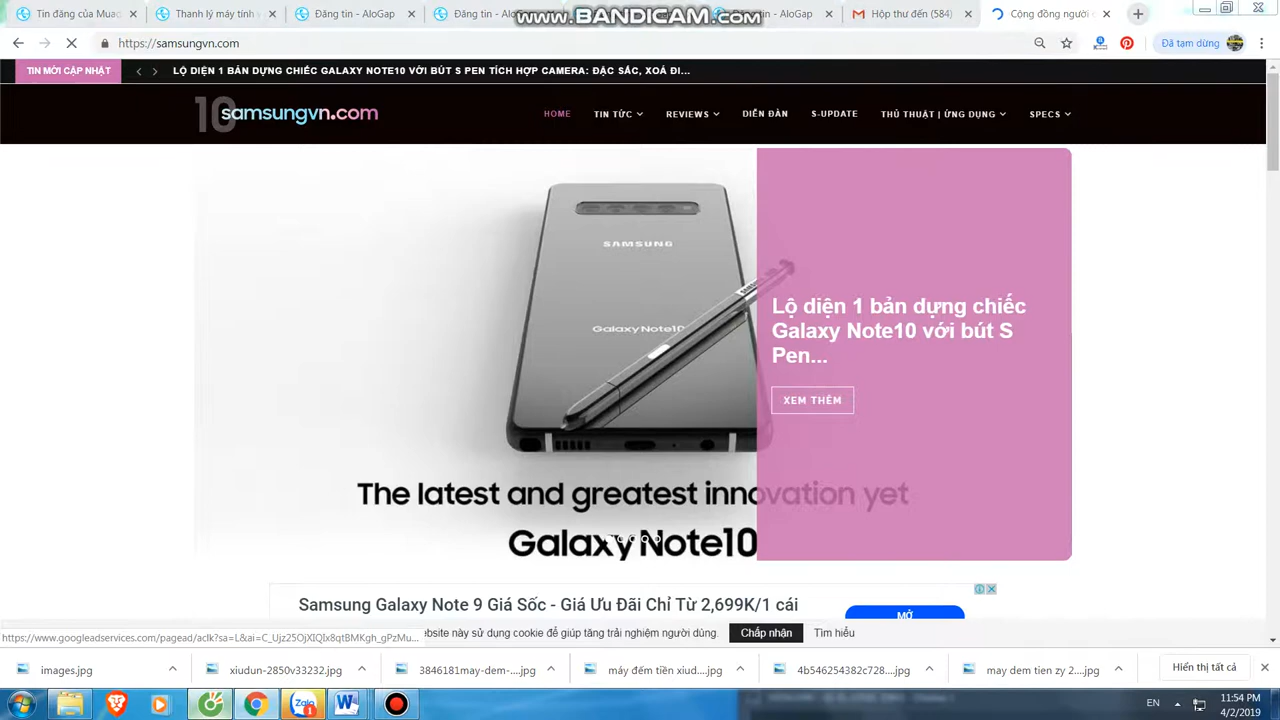 Tin đăng của Muac
Thanh lý máy tính
Đăng tin - AloGap
Đăng tin - AloGap
tin - AloGap
Hộp thư đến (584)
Công đồng người
www.BANDICAM.com
https://samsungvn.com
Đã tạm dừng
TIN MỚI CẬP NHẬT
LỘ DIỆN 1 BẢN DỰNG CHIẾC GALAXY NOTE10 VỚI BÚT S PEN TÍCH HỢP CAMERA: ĐẶC SẮC, XOÁ ĐI...
10 samsungvn.com
HOME
TIN TỨC
REVIEWS
DIỄN ĐÀN
S-UPDATE
THỦ THUẬT | ỨNG DỤNG
SPECS
SAMSUNG
Galaxy Note10
Lộ diện 1 bản dựng chiếc
Galaxy Note10 với bút S
Pen...
XEM THÊM
The latest and greatest innovation yet
Galaxy Note10
Samsung Galaxy Note 9 Giá Sốc - Giá Ưu Đãi Chỉ Từ 2,699K/1 cái
MỞ
https://www.googleadservices.com/pagead/aclk?sa=L&ai=C_Ujz25OjXIQIx8qtBMKgh_gPzMu...
ebsite này sử dụng cookie để giúp tăng trải nghiệm người dùng.
Chấp nhận
Tìm hiểu
images.jpg
xiudun-2850v33232.jpg
3846181may-dem-....jpg
máy đếm tiền xiud....jpg
4b546254382c728....jpg
may dem tien zy 2....jpg
Hiển thị tất cả
Zalo
1
EN
11:54 PM
4/2/2019